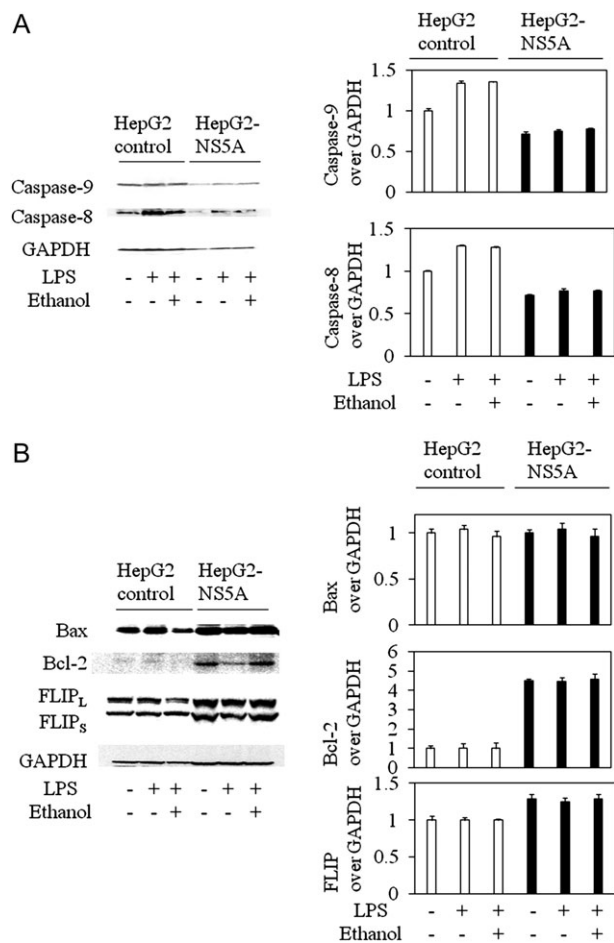 A
HepG2 HepG2-
control NS5A
Caspase-9
Caspase-8
GAPDH
LPS - + + - + +
Ethanol + +
HepG2 HepG2-
control NS5A
Caspase-9
over GAPDH
1.5
1
0.5
0
Caspase-8
over GAPDH
1.5
1
0.5
0
LPS - + + - + +
Ethanol - - + - - +
B
HepG2 HepG2-
control NS5A
Bax
Bcl-2
FLIPL
FLIPS
GAPDH
LPS - + + - + +
Ethanol - - + - - +
HepG2 HepG2-
control NS5A
Bax
over GAPDH
1
0.5
0
Bcl-2
over GAPDH
6
5
4
3
2
1
0
FLIP
over GAPDH
1.5
1
0.5
0
LPS - + + - + +
Ethanol - - + - - +